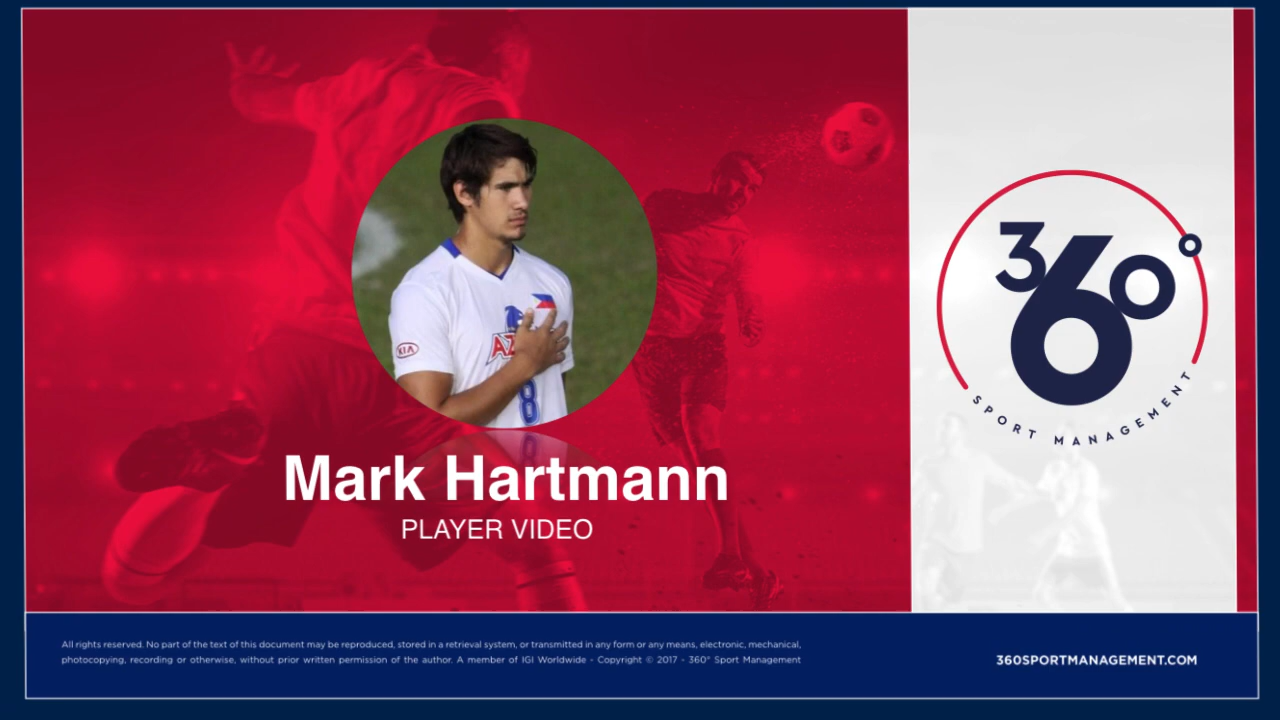 KIA
8
Mark Hartmann
PLAYER VIDEO
360°
SPORT MANAGEMENT
All rights reserved. No part of the text of this document may be reproduced, stored in a retrieval system, or transmitted in any form or any means, electronic, mechanical,
photocopying, recording or otherwise, without prior written permission of the author. A member of IGI Worldwide - Copyright © 2017 - 360° Sport Management
360SPORTMANAGEMENT.COM